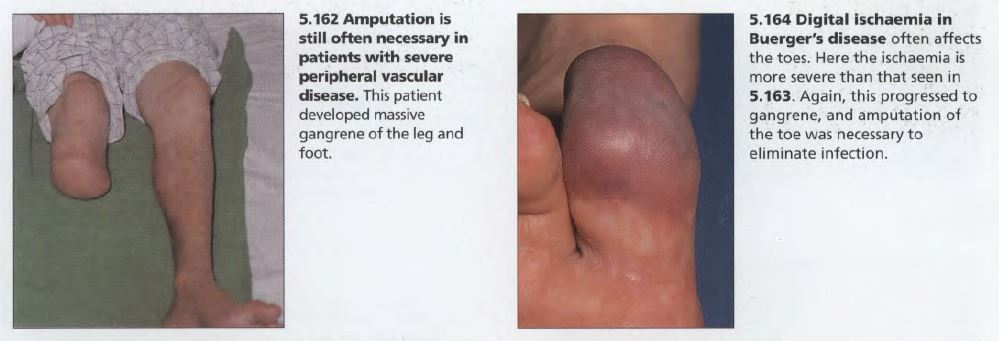 5.162 Amputation is
still often necessary in
patients with severe
peripheral vascular
disease. This patient
developed massive
gangrene of the leg and
foot.
5.164 Digital ischaemia in
Buerger's disease often affects
the toes. Here the ischaemia is
more severe than that seen in
5.163. Again, this progressed to
gangrene, and amputation of
the toe was necessary to
eliminate infection.